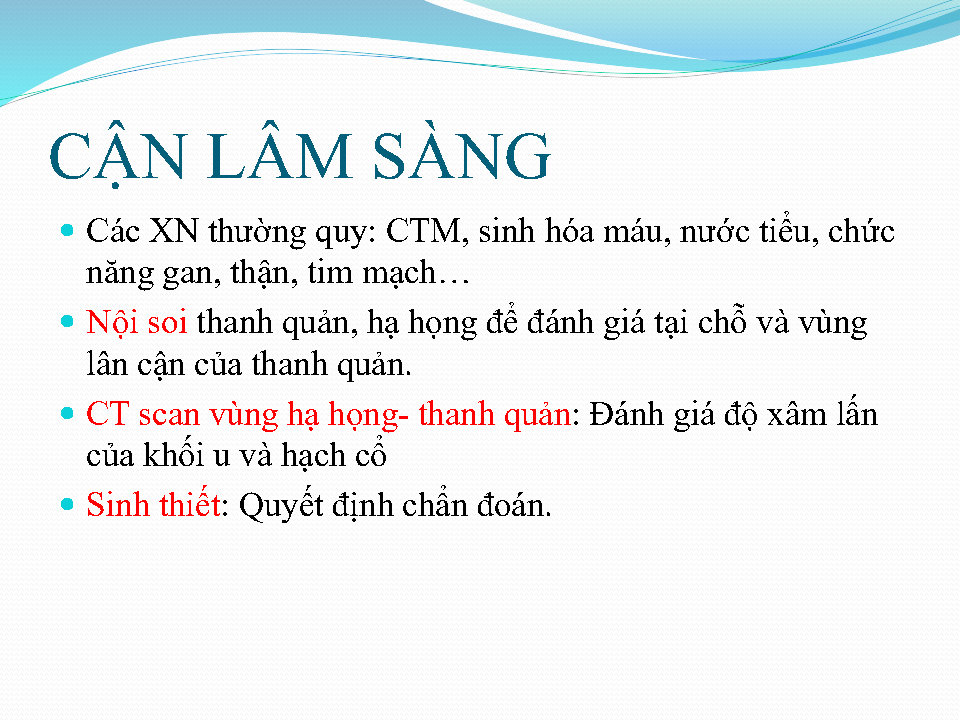 CẬN LÂM SÀNG
• Các XN thường quy: CTM, sinh hóa máu, nước tiểu, chức
năng gan, thận, tim mạch…
• Nội soi thanh quản, hạ họng để đánh giá tại chỗ và vùng
lân cận của thanh quản.
• CT scan vùng hạ họng- thanh quản: Đánh giá độ xâm lấn
của khối u và hạch cổ
• Sinh thiết: Quyết định chẩn đoán.